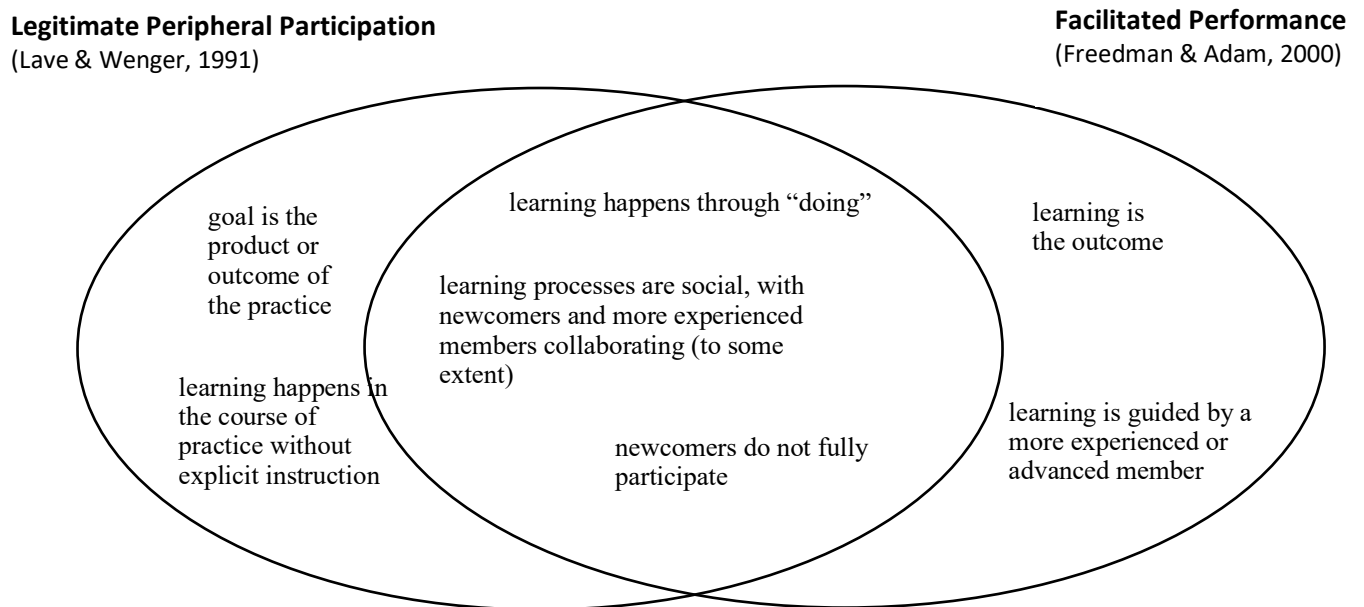 Legitimate Peripheral Participation
(Lave & Wenger, 1991)
Facilitated Performance
(Freedman & Adam, 2000)
goal is the
product or
outcome of
the practice
learning happens in
the course of
practice without
explicit instruction
learning happens through “doing”
learning processes are social, with
newcomers and more experienced
members collaborating (to some
extent)
newcomers do not fully
participate
learning is
the outcome
learning is guided by a
more experienced or
advanced member